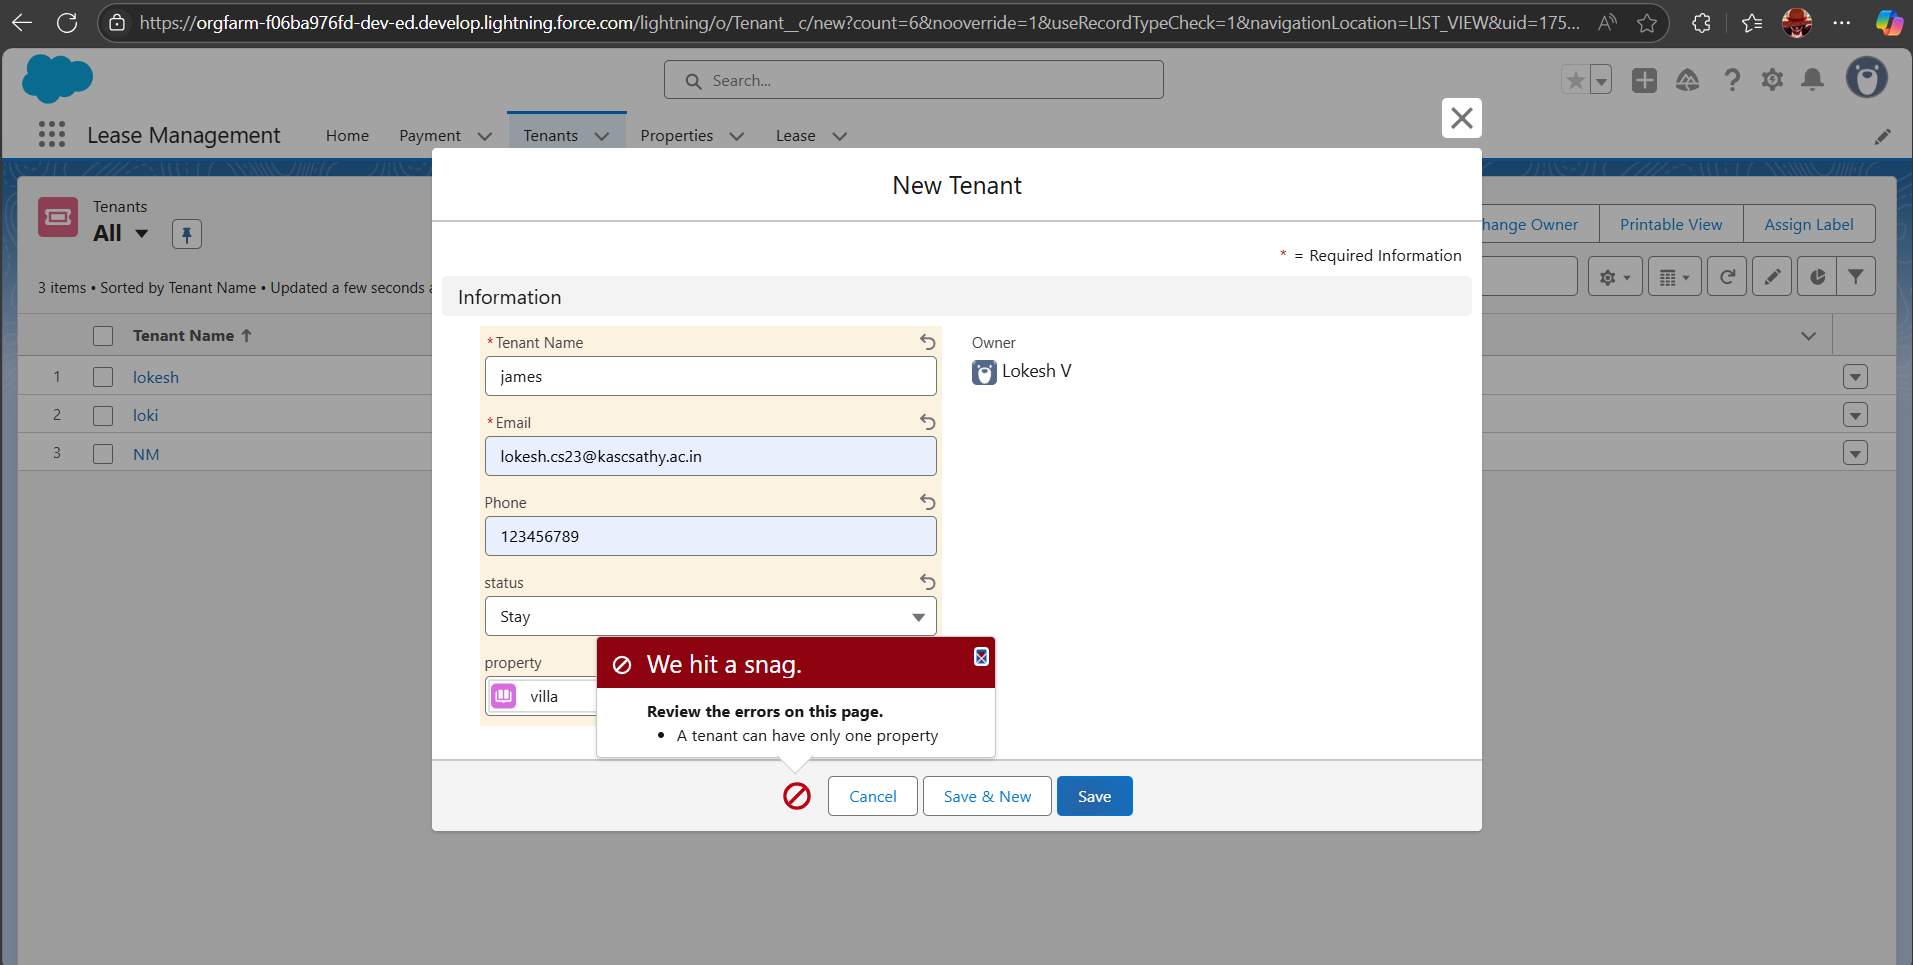 https://orgfarm-f06ba976fd-dev-ed.develop.lightning.force.com/lightning/o/Tenant__c/new?count=6&nooverride=1&useRecordTypeCheck=1&navigationLocation=LIST_VIEW&uid=175...
Search...
Lease Management
Home
Payment
Tenants
Properties
Lease
New Tenant
Tenants
All
hange Owner
Printable View
Assign Label
* = Required Information
3 items • Sorted by Tenant Name • Updated a few seconds a
Information
Tenant Name ↑
1 lokesh
2 loki
3 NM
*Tenant Name
james
Owner
Lokesh V
*Email
lokesh.cs23@kascsathy.ac.in
Phone
123456789
status
Stay
property
villa
We hit a snag.
Review the errors on this page.
• A tenant can have only one property
Cancel
Save & New
Save